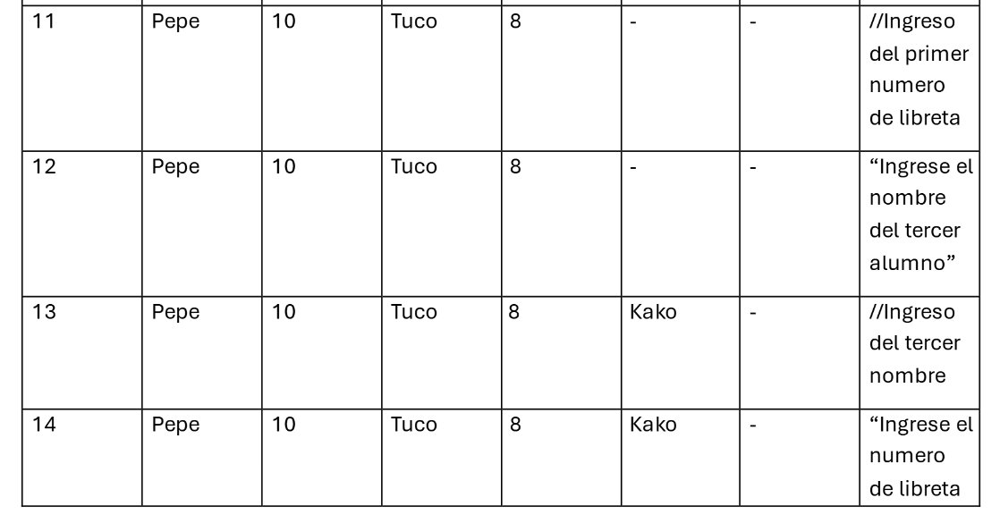 11 Pepe 10 Tuco 8 - - //Ingreso
del primer
numero
de libreta
12 Pepe 10 Tuco 8 - - “Ingrese el
nombre
del tercer
alumno”
13 Pepe 10 Tuco 8 Kako - //Ingreso
del tercer
nombre
14 Pepe 10 Tuco 8 Kako - “Ingrese el
numero
de libreta